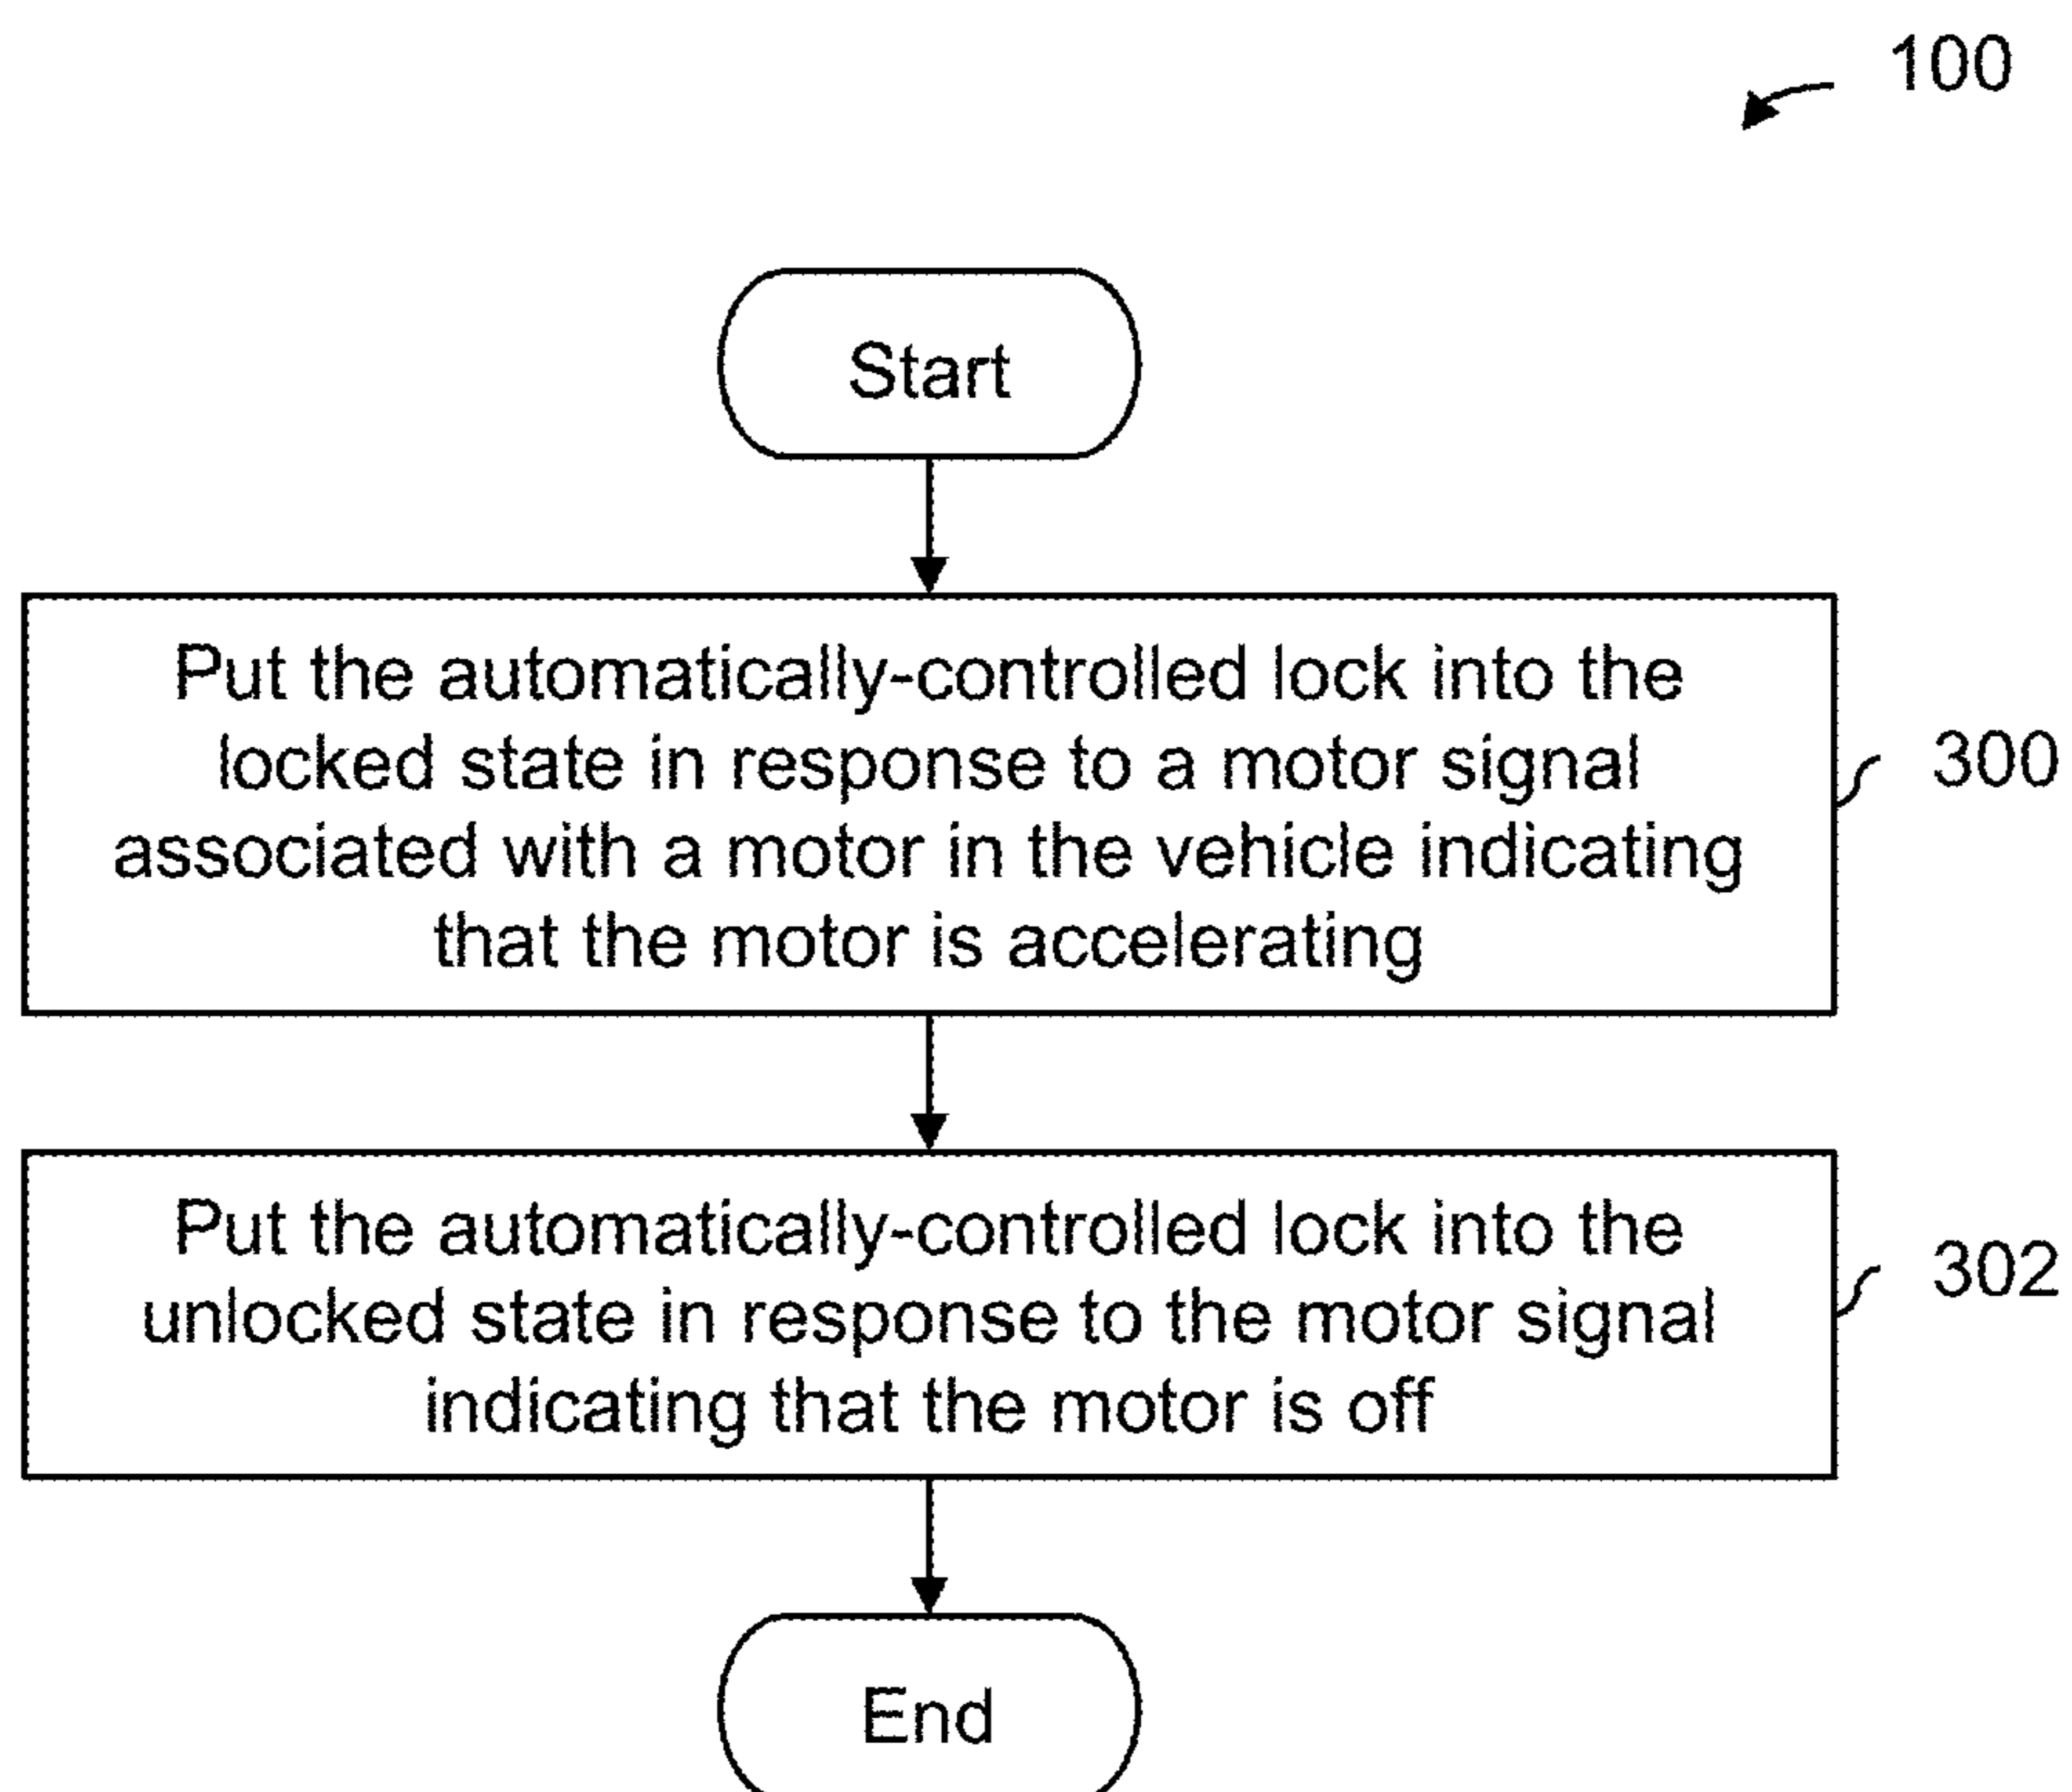 100
Start
Put the automatically-controlled lock into the
locked state in response to a motor signal
associated with a motor in the vehicle indicating
that the motor is accelerating
300
Put the automatically-controlled lock into the
unlocked state in response to the motor signal
indicating that the motor is off
302
End